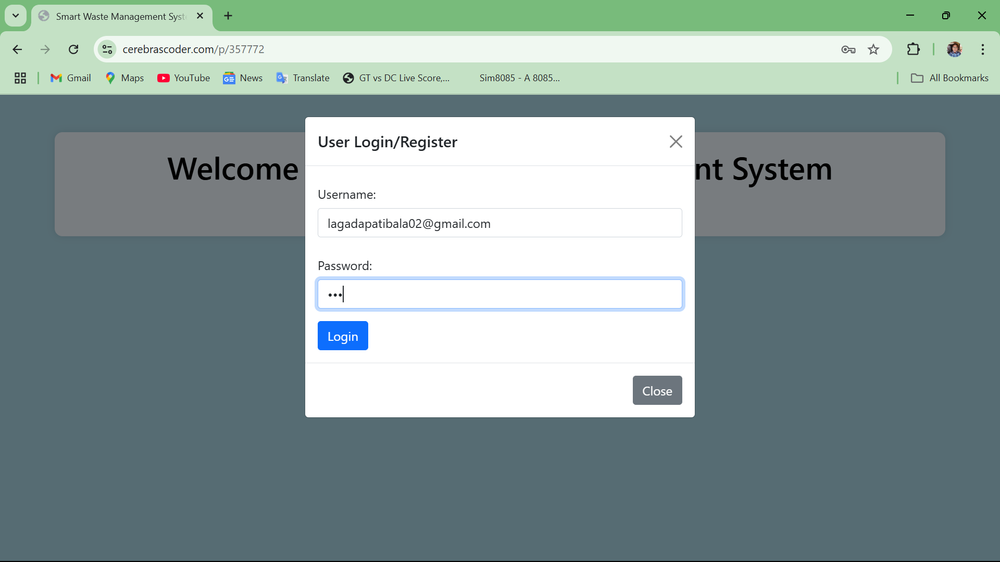 Smart Waste Management Syst
cerebrascoder.com/p/357772
Gmail
Maps
YouTube
News
Translate
GT vs DC Live Score,...
Sim8085 - A 8085...
All Bookmarks
User Login/Register
Welcome nt System
Username:
lagadapatibala02@gmail.com
Password:
•••
Login
Close